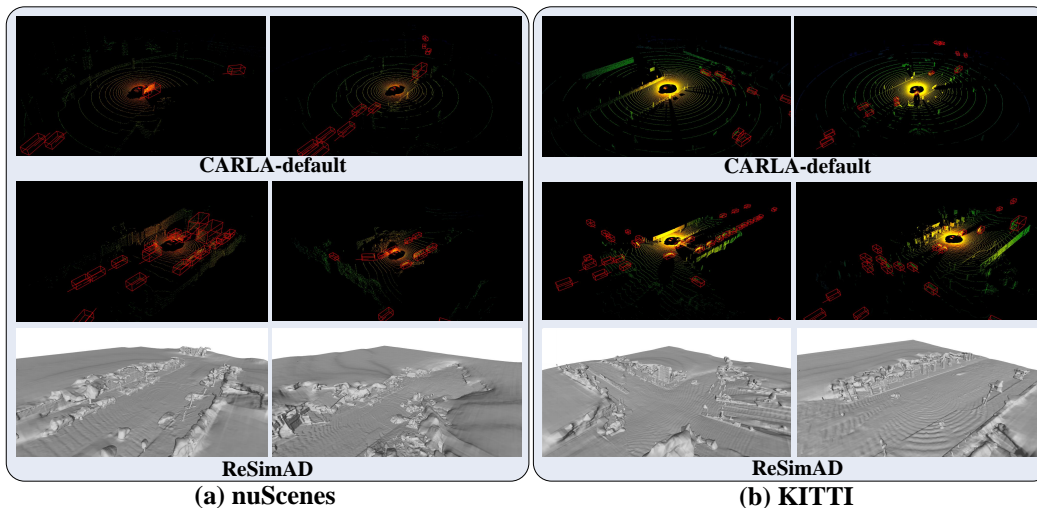 CARLA-default
CARLA-default
ReSimAD
ReSimAD
(a) nuScenes
(b) KITTI